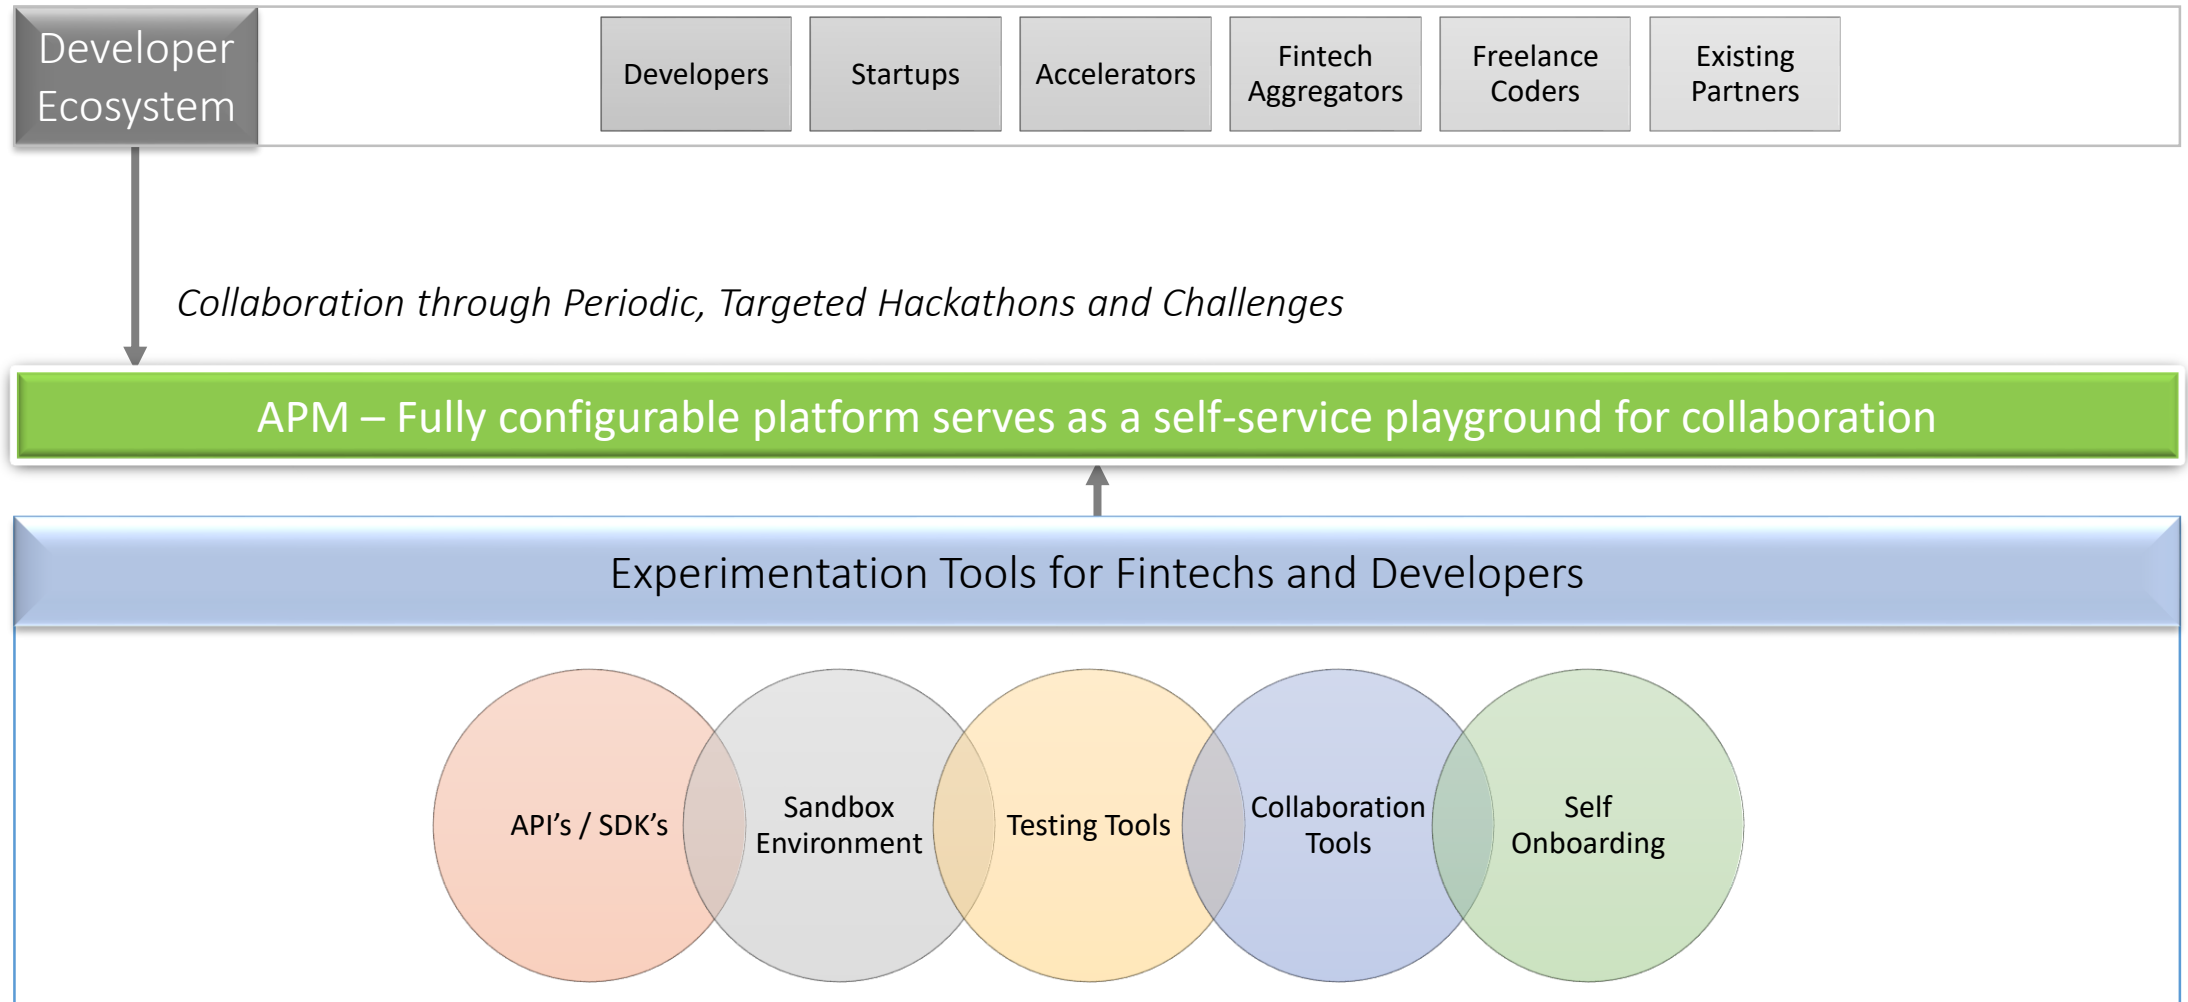 Developer
Ecosystem
Developers
Startups
Accelerators
Fintech
Aggregators
Freelance
Coders
Existing
Partners
Collaboration through Periodic, Targeted Hackathons and Challenges
APM – Fully configurable platform serves as a self-service playground for collaboration
Experimentation Tools for Fintechs and Developers
API’s / SDK’s
Sandbox
Environment
Testing Tools
Collaboration
Tools
Self
Onboarding